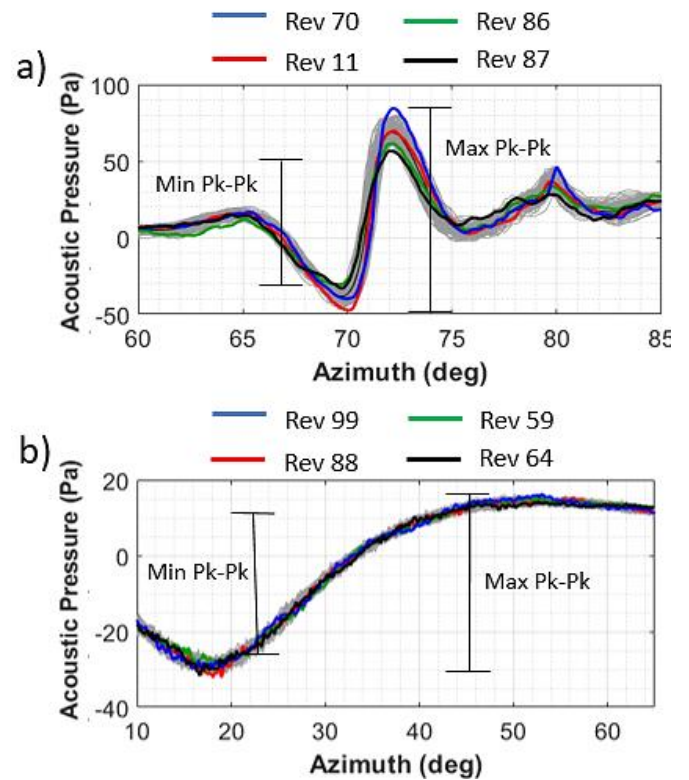 Rev 70 Rev 86
a) Rev 11 Rev 87
100
50
0
-50
Acoustic Pressure (Pa)
Min Pk-Pk
Max Pk-Pk
60 65 70 75 80 85
Azimuth (deg)
Rev 99 Rev 59
b) Rev 88 Rev 64
20
0
-20
-40
Acoustic Pressure (Pa)
Min Pk-Pk
Max Pk-Pk
10 20 30 40 50 60
Azimuth (deg)